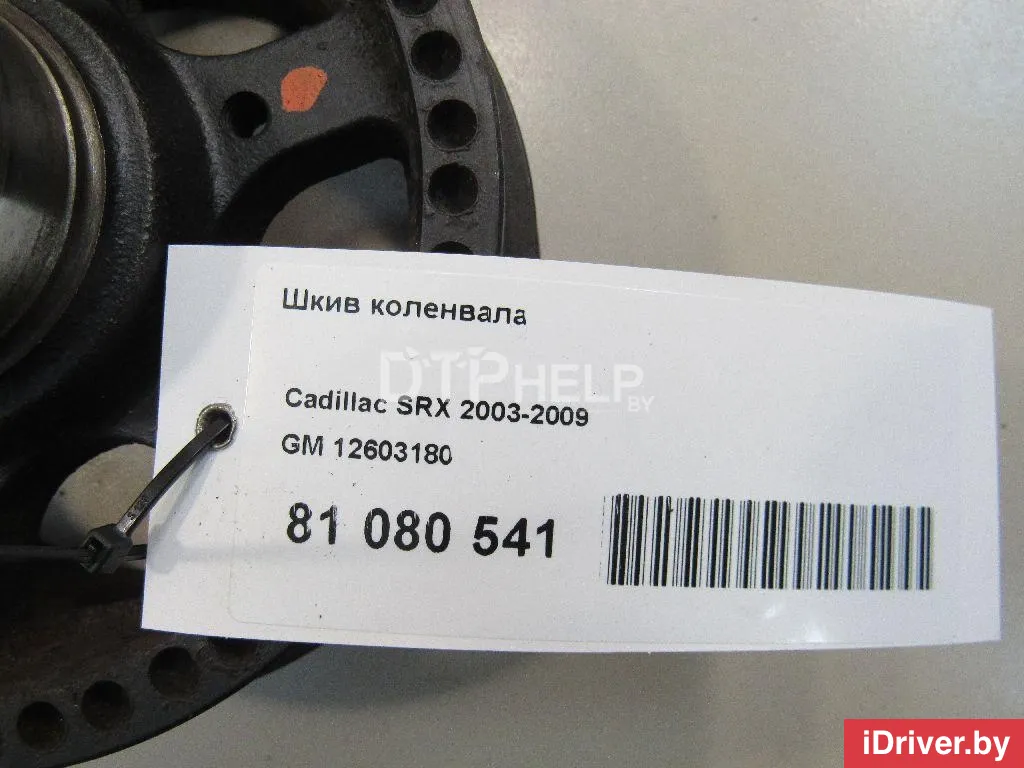 Шкив коленвала
DTPHELP.BY
Cadillac SRX 2003-2009
GM 12603180
81 080 541
iDriver.by